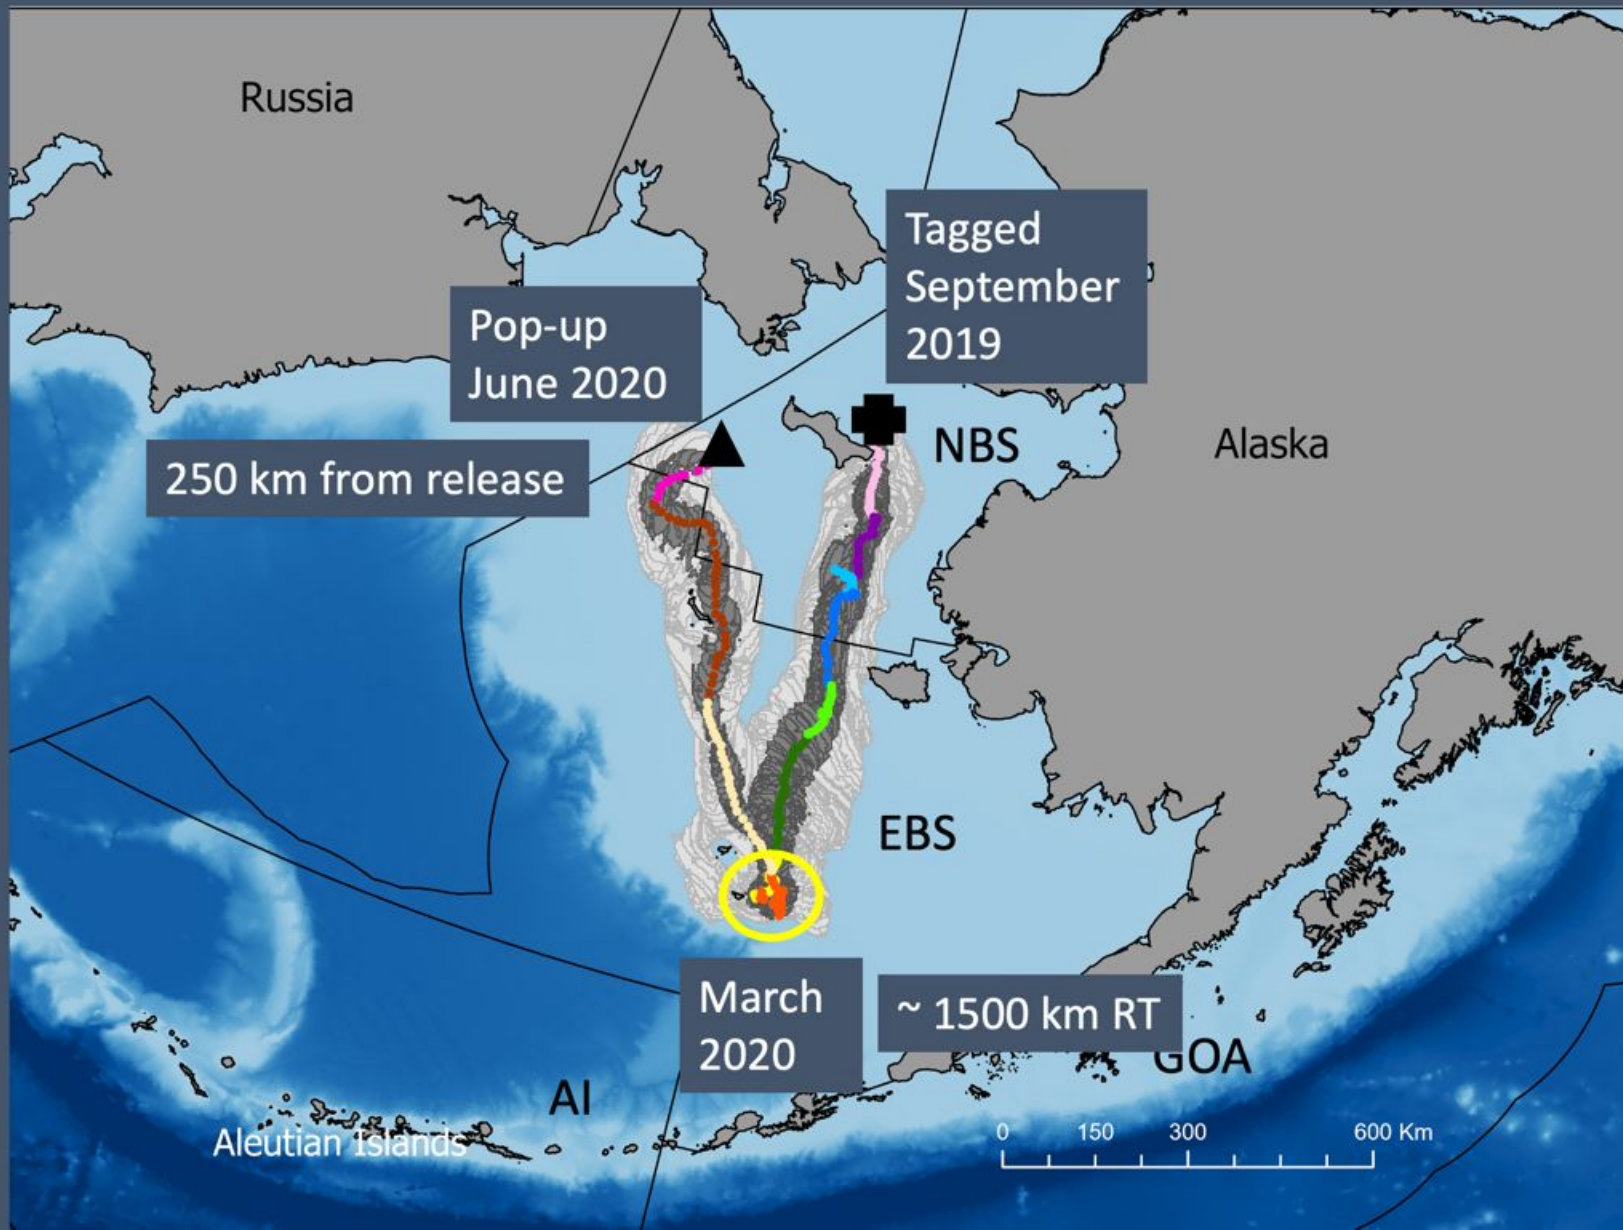 Russia
Tagged
September
2019
Pop-up
June 2020
250 km from release
NBS
Alaska
EBS
March
2020
~ 1500 km RT
GOA
AI
Aleutian Islands
0 150 300 600 Km